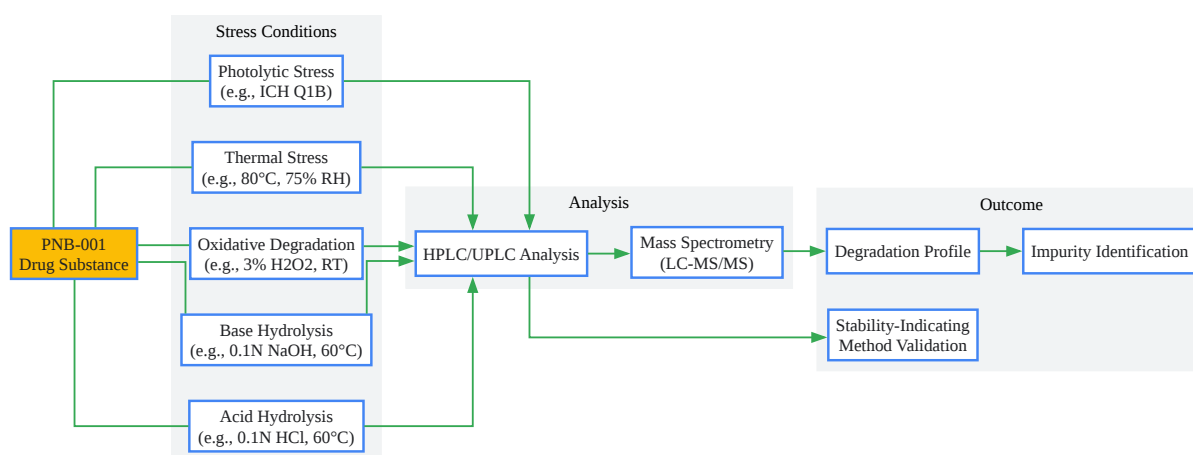 Stress Conditions
Photolytic Stress
(e.g., ICH Q1B)
Thermal Stress
(e.g., 80°C, 75% RH)
Analysis
Outcome
PNB-001
Drug Substance
Oxidative Degradation
(e.g., 3% H2O2, RT)
HPLC/UPLC Analysis
Mass Spectrometry
(LC-MS/MS)
Degradation Profile
Impurity Identification
Base Hydrolysis
(e.g., 0.1N NaOH, 60°C)
Stability-Indicating
Method Validation
Acid Hydrolysis
(e.g., 0.1N HCl, 60°C)